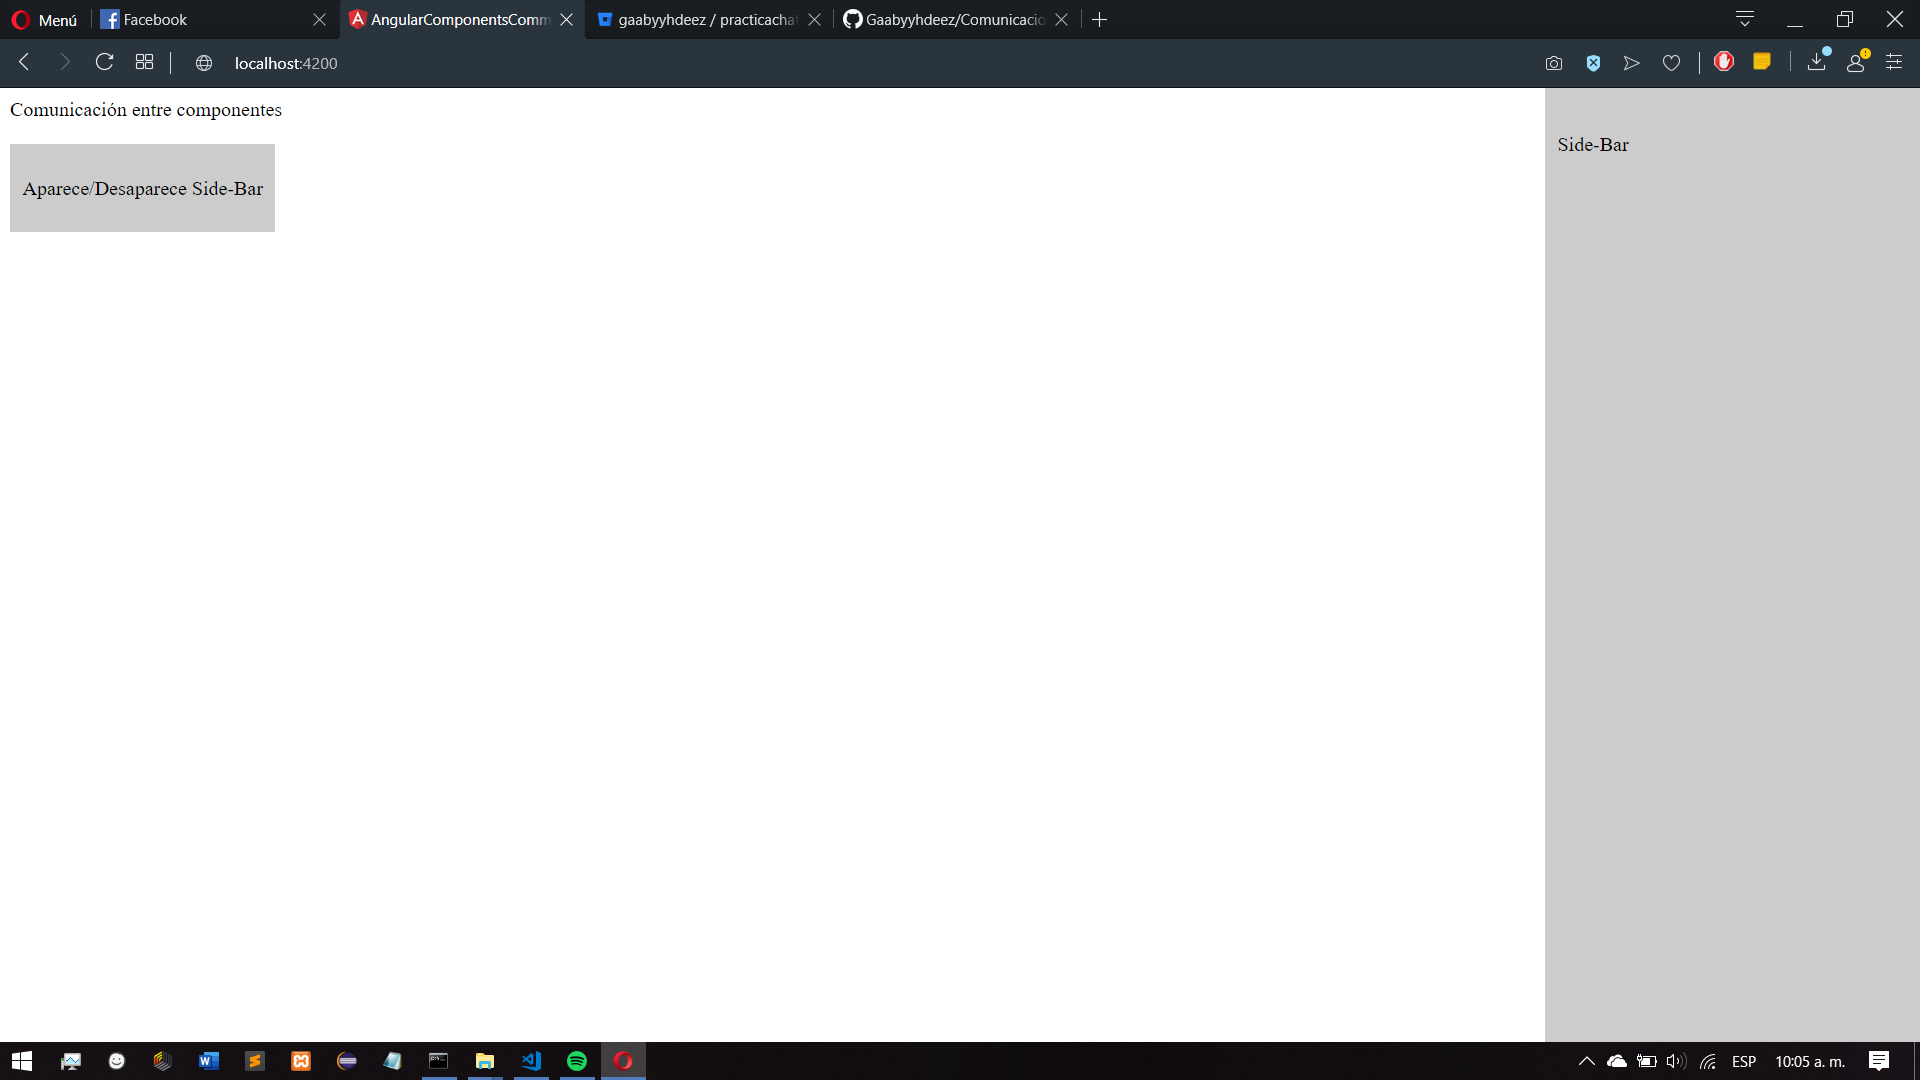 Menú
Facebook
AngularComponentsComm
gaabyyhdeez / practicachat
Gaabyyhdeez/Comunicacio
localhost:4200
Comunicación entre componentes
Aparece/Desaparece Side-Bar
Side-Bar
ESP
10:05 a. m.